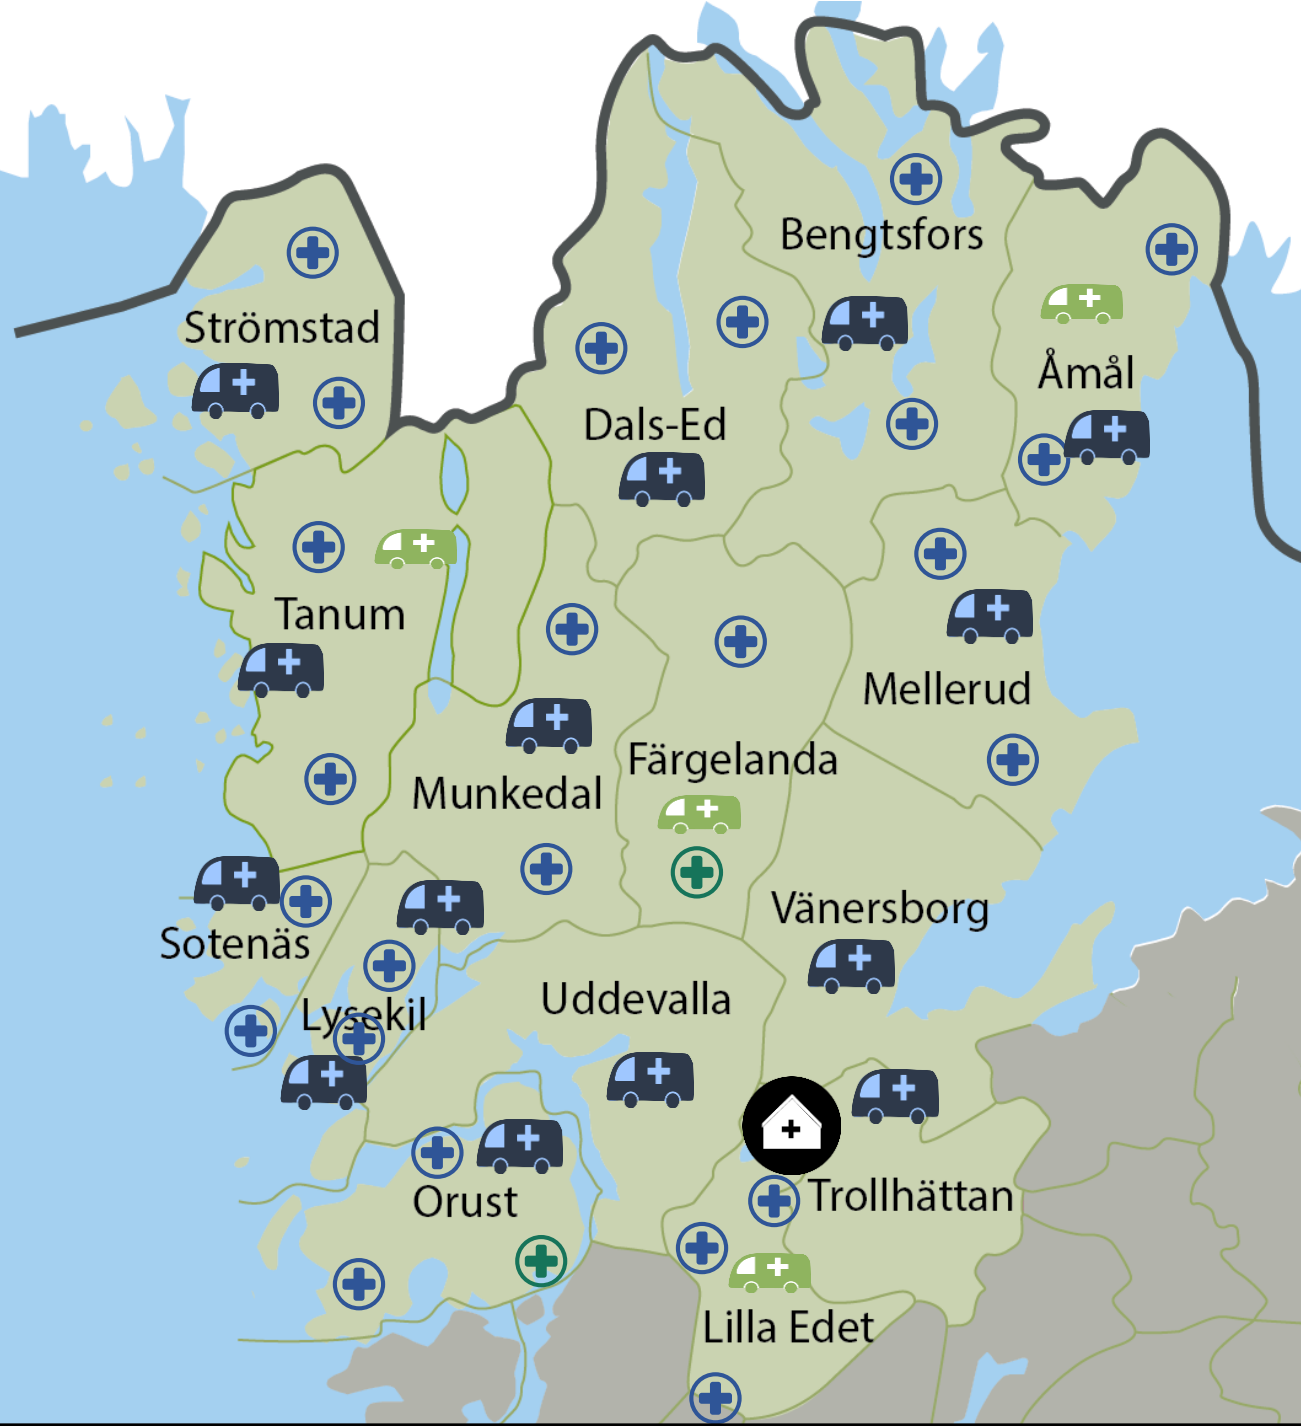 Bengtsfors
Strömstad
Åmål
Dals-Ed
Tanum
Mellerud
Färgelanda
Munkedal
Vänersborg
Sotenäs
Uddevalla
Lysekil
Trollhättan
Orust
Lilla Edet